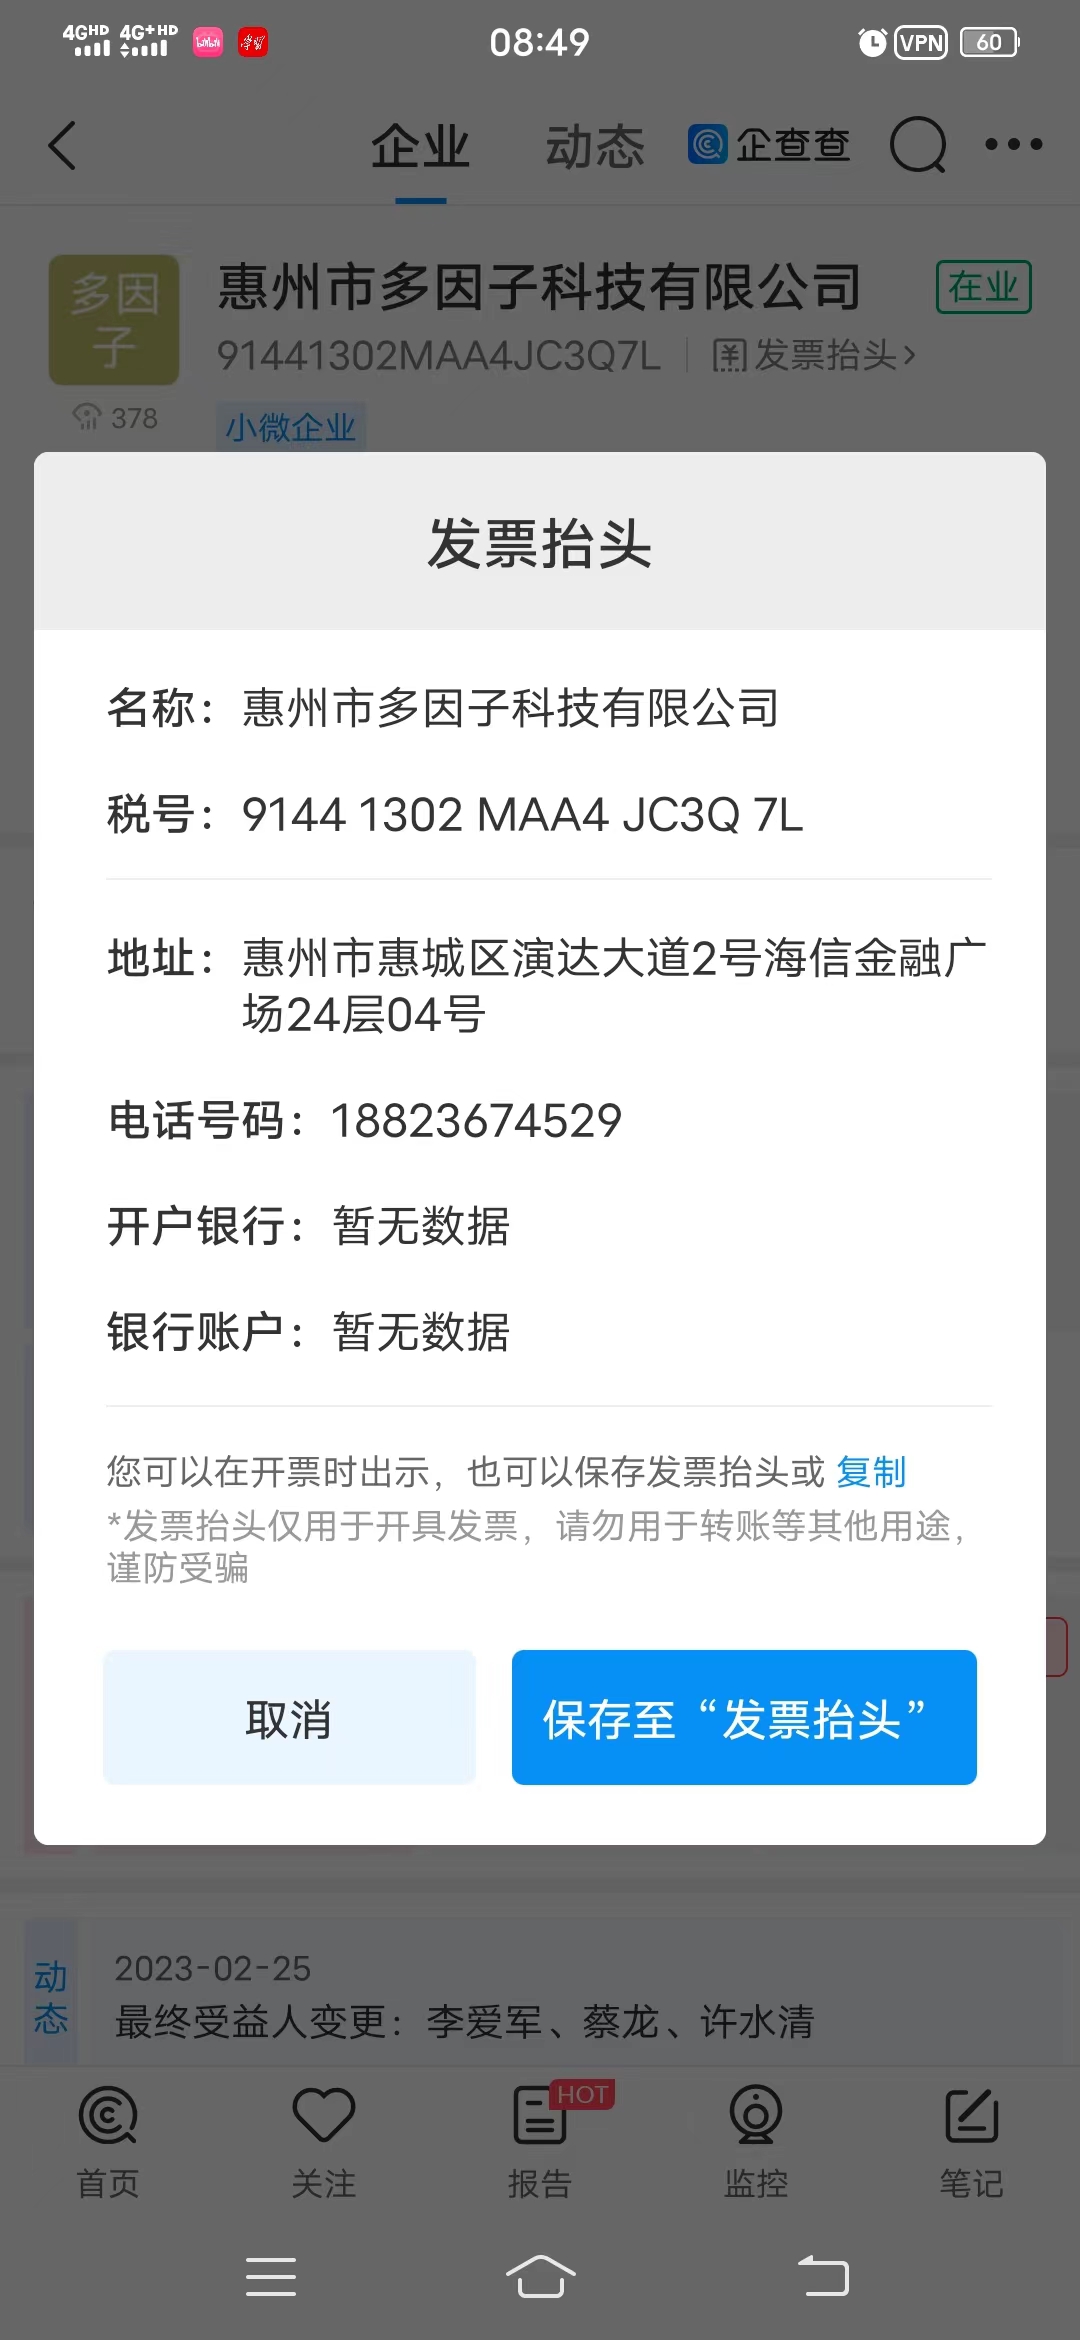 4GHD 4G+HD 08:49 VPN 60
企业 动态 企查查
多因
子
惠州市多因子科技有限公司 在业
91441302MAA4JC3Q7L 发票抬头
378 小微企业
发票抬头
名称：惠州市多因子科技有限公司
税号：9144 1302 MAA4 JC3Q 7L
地址：惠州市惠城区演达大道2号海信金融广
场24层04号
电话号码：18823674529
开户银行：暂无数据
银行账户：暂无数据
您可以在开票时出示，也可以保存发票抬头或 复制
*发票抬头仅用于开具发票，请勿用于转账等其他用途，
谨防受骗
取消 保存至“发票抬头”
动
态
2023-02-25
最终受益人变更：李爱军、蔡龙、许水清
HOT
首页 关注 报告 监控 笔记